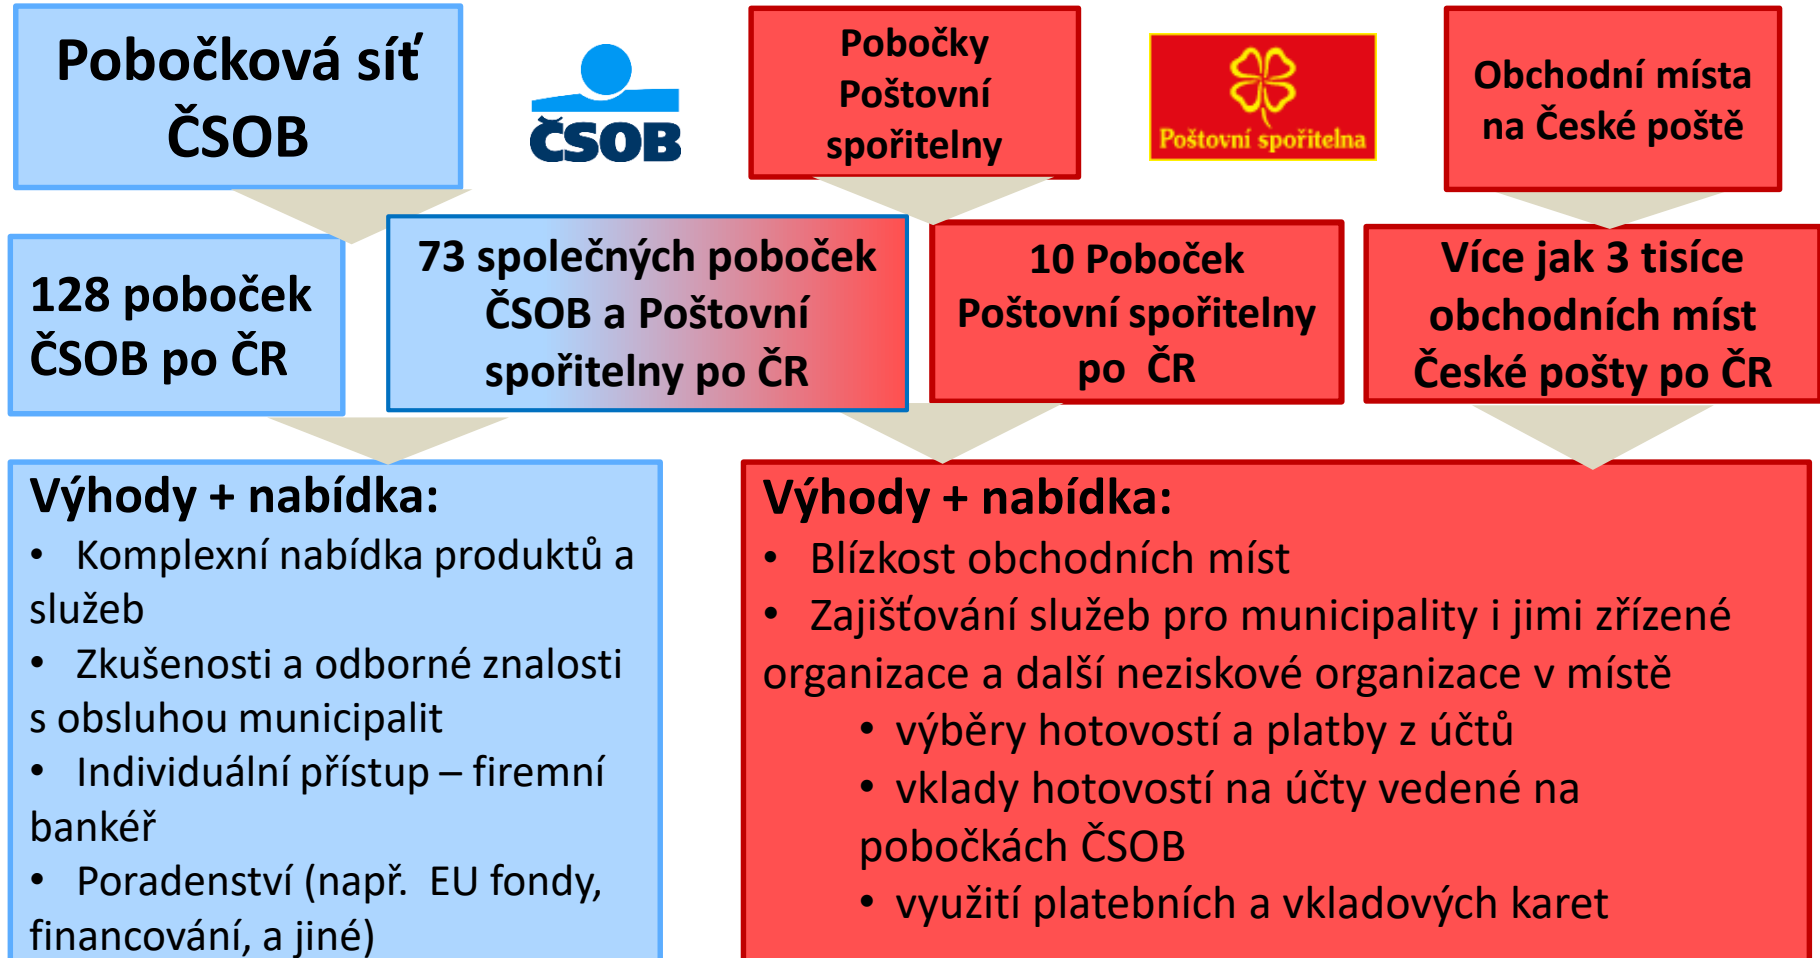 Pobočková síť
ČSOB
ČSOB
Pobočky
Poštovní
spořitelny
Poštovní spořitelna
Obchodní místa
na České poště
128 poboček
ČSOB po ČR
73 společných poboček
ČSOB a Poštovní
spořitelny po ČR
10 Poboček
Poštovní spořitelny
po ČR
Více jak 3 tisíce
obchodních míst
České pošty po ČR
Výhody + nabídka:
• Komplexní nabídka produktů a
služeb
• Zkušenosti a odborné znalosti
s obsluhou municipalit
• Individuální přístup – firemní
bankéř
• Poradenství (např. EU fondy,
financování, a jiné)
Výhody + nabídka:
• Blízkost obchodních míst
• Zajišťování služeb pro municipality i jimi zřízené
organizace a další neziskové organizace v místě
• výběry hotovostí a platby z účtů
• vklady hotovostí na účty vedené na
pobočkách ČSOB
• využití platebních a vkladových karet